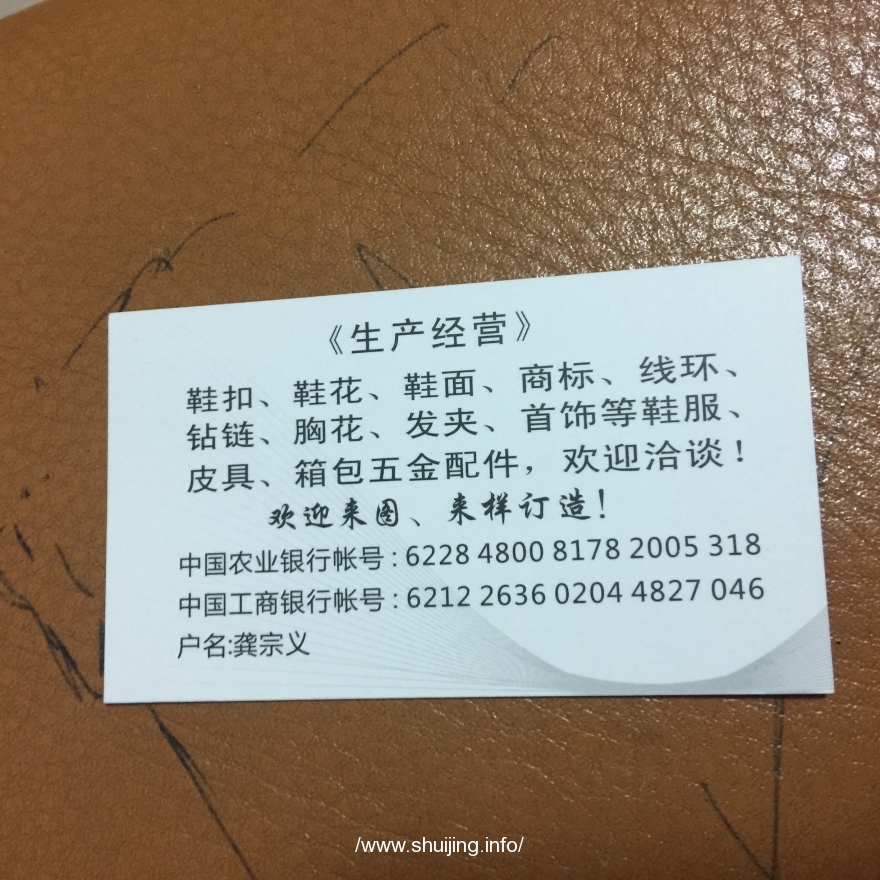 《生产经营》
鞋扣、鞋花、鞋面、商标、线环、
钻链、胸花、发夹、首饰等鞋服、
皮具、箱包五金配件，欢迎洽谈！
欢迎来图、来样订造！
中国农业银行帐号：6228 4800 8178 2005 318
中国工商银行帐号：6212 2636 0204 4827 046
户名:龚宗义
/www.shuijing.info/